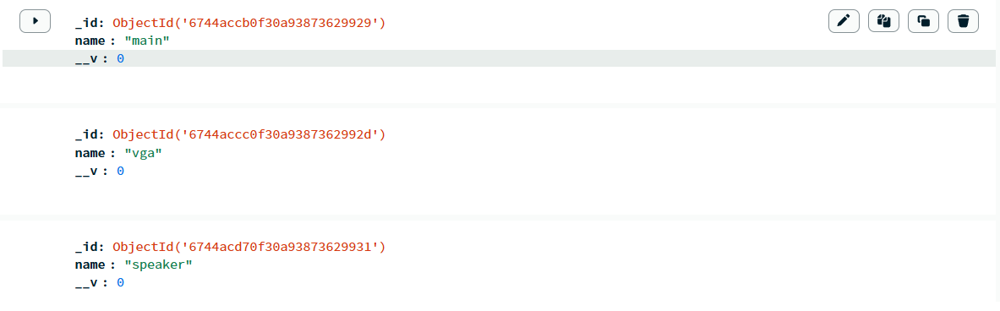 _id: ObjectId('6744accb0f30a93873629929')
name : "main"
__v : 0
_id: ObjectId('6744accc0f30a9387362992d')
name : "vga"
__v : 0
_id: ObjectId('6744acd70f30a93873629931')
name : "speaker"
__v : 0